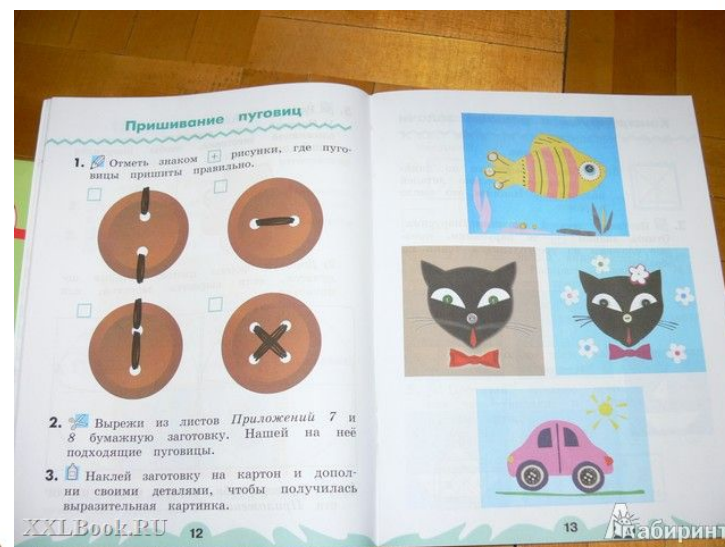 Пришивание пуговиц
1. Отметь знаком + рисунки, где пуго-
вицы пришиты правильно.
2. Вырежи из листов Приложений 7 и
8 бумажную заготовку. Нашей на неё
подходящие пуговицы.
3. Наклей заготовку на картон и допол-
ни своими деталями, чтобы получилась
выразительная картинка.
12
13
XXLBook.RU
Лабиринт